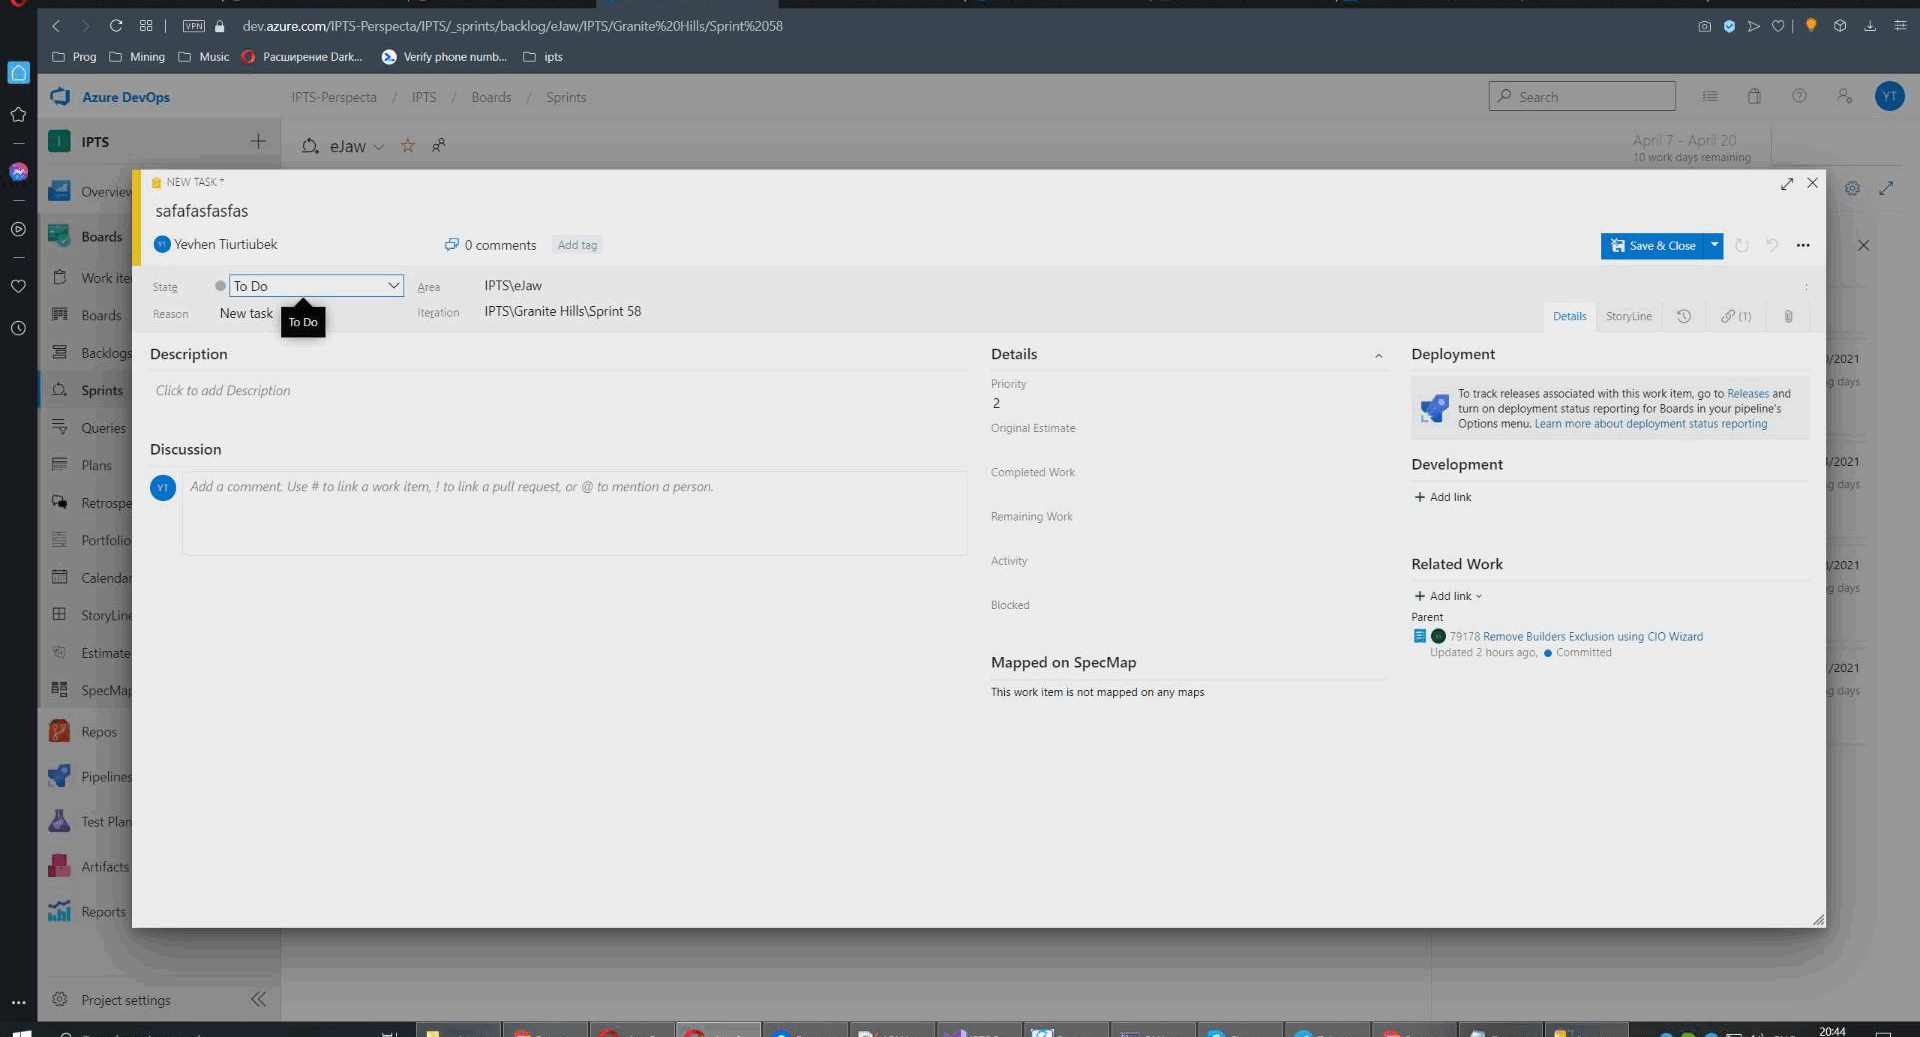 VPN
dev.azure.com/IPTS-Perspecta/IPTS/_sprints/backlog/eJaw/IPTS/Granite%20Hills/Sprint%2058
Prog
Mining
Music
Расширение Dark...
Verify phone numb...
ipts
Azure DevOps
IPTS-Perspecta / IPTS / Boards / Sprints
Search
YT
I
IPTS
eJaw
April 7 - April 20
10 work days remaining
Overview
Boards
Work ite
Boards
Backlogs
Sprints
Queries
Plans
Retrospe
Portfolio
Calendar
StoryLine
Estimate
SpecMap
Repos
Pipelines
Test Plan
Artifacts
Reports
Project settings
NEW TASK *
safafasfasfas
YT
Yevhen Tiurtiubek
0 comments
Add tag
Save & Close
State
To Do
Area
IPTS\eJaw
Reason
New task
To Do
Iteration
IPTS\Granite Hills\Sprint 58
Details
StoryLine
(1)
Description
Click to add Description
Discussion
YT
Add a comment. Use # to link a work item, ! to link a pull request, or @ to mention a person.
Details
Priority
2
Original Estimate
Completed Work
Remaining Work
Activity
Blocked
Mapped on SpecMap
This work item is not mapped on any maps
Deployment
To track releases associated with this work item, go to Releases and
turn on deployment status reporting for Boards in your pipeline's
Options menu. Learn more about deployment status reporting
Development
+ Add link
Related Work
+ Add link
Parent
79178 Remove Builders Exclusion using CIO Wizard
Updated 2 hours ago, Committed
/2021
g days
/2021
g days
/2021
g days
/2021
g days
20:44